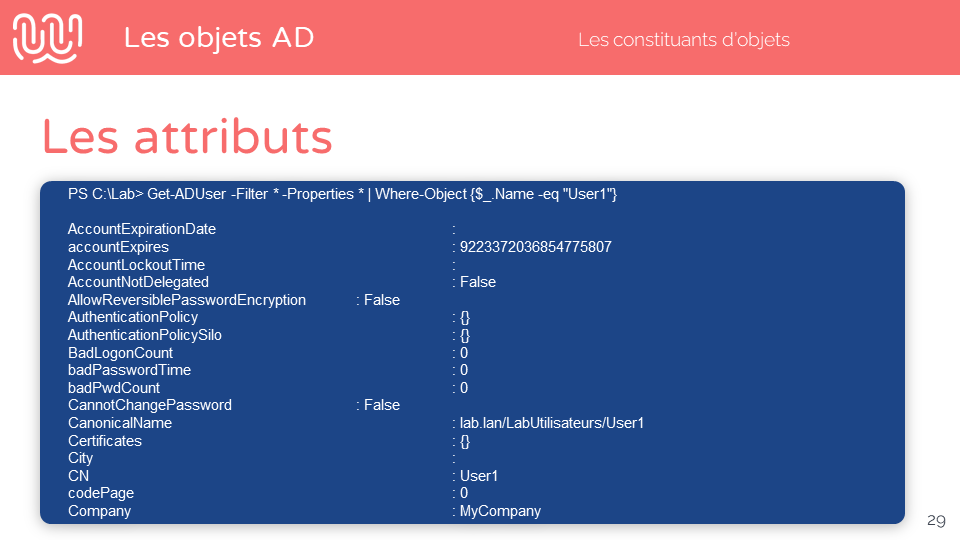 Les objets AD
Les constituants d'objets
Les attributs
PS C:\Lab> Get-ADUser -Filter * -Properties * | Where-Object {$_.Name -eq "User1"}
AccountExpirationDate :
accountExpires : 9223372036854775807
AccountLockoutTime :
AccountNotDelegated : False
AllowReversiblePasswordEncryption : False
AuthenticationPolicy : {}
AuthenticationPolicySilo : {}
BadLogonCount : 0
badPasswordTime : 0
badPwdCount : 0
CannotChangePassword : False
CanonicalName : lab.lan/LabUtilisateurs/User1
Certificates : {}
City :
CN : User1
codePage : 0
Company : MyCompany
29